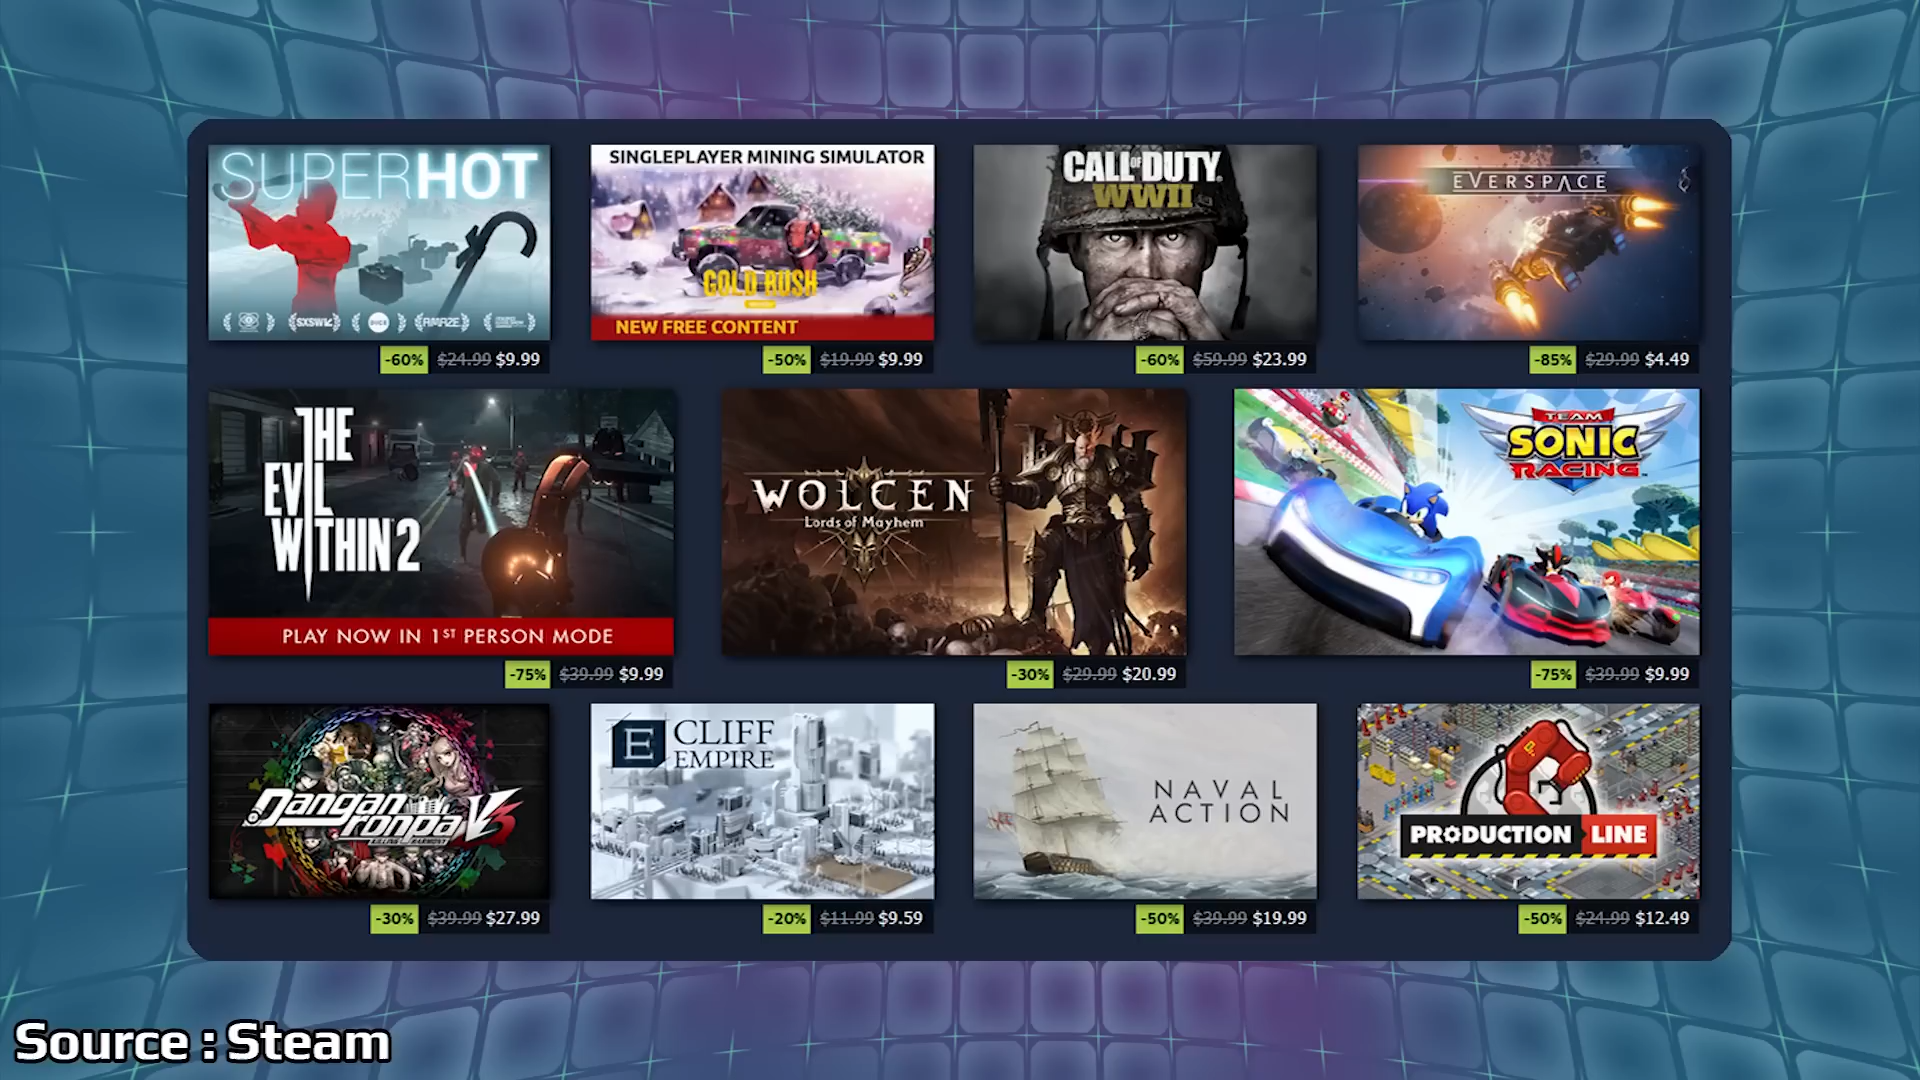 SUPERHOT
SXSW
DICE
AMAZE.
-60% $24.99 $9.99
SINGLEPLAYER MINING SIMULATOR
GOLD RUSH
NEW FREE CONTENT
-50% $19.99 $9.99
CALL OF DUTY
WWII
-60% $59.99 $23.99
EVERSPACE
-85% $29.99 $4.49
THE
EVIL
WITHIN 2
PLAY NOW IN 1ST PERSON MODE
-75% $39.99 $9.99
WOLCEN
Lords of Mayhem
-30% $29.99 $20.99
TEAM
SONIC
RACING
-75% $39.99 $9.99
Danganronpa V3
KILLING HARMONY
-30% $39.99 $27.99
E CLIFF
EMPIRE
-20% $11.99 $9.59
NAVAL
ACTION
-50% $39.99 $19.99
PRODUCTION LINE
-50% $24.99 $12.49
Source : Steam